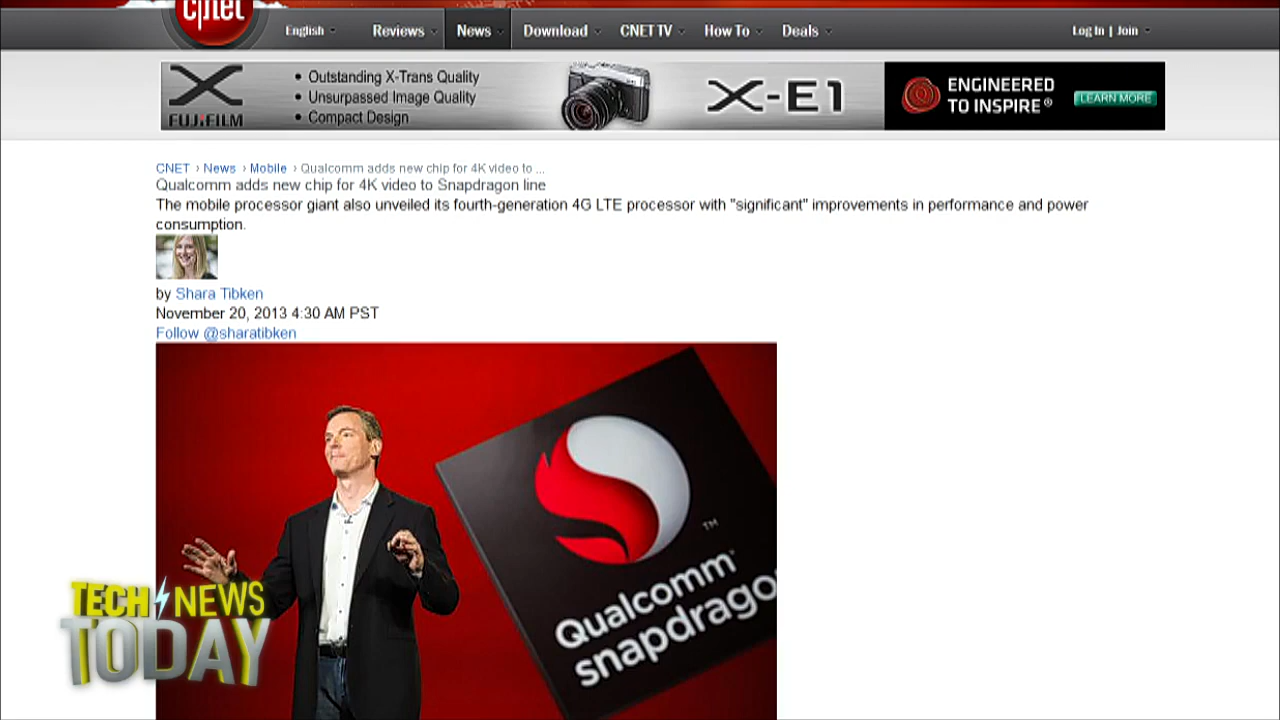 cnet
English
Reviews
News
Download
CNET TV
How To
Deals
Log In | Join
X
FUJIFILM
• Outstanding X-Trans Quality
• Unsurpassed Image Quality
• Compact Design
X-E1
ENGINEERED
TO INSPIRE®
LEARN MORE
CNET › News › Mobile › Qualcomm adds new chip for 4K video to ...
Qualcomm adds new chip for 4K video to Snapdragon line
The mobile processor giant also unveiled its fourth-generation 4G LTE processor with "significant" improvements in performance and power
consumption.
by Shara Tibken
November 20, 2013 4:30 AM PST
Follow @sharatibken
TM
Qualcomm
snapdrago
TECH NEWS
TODAY